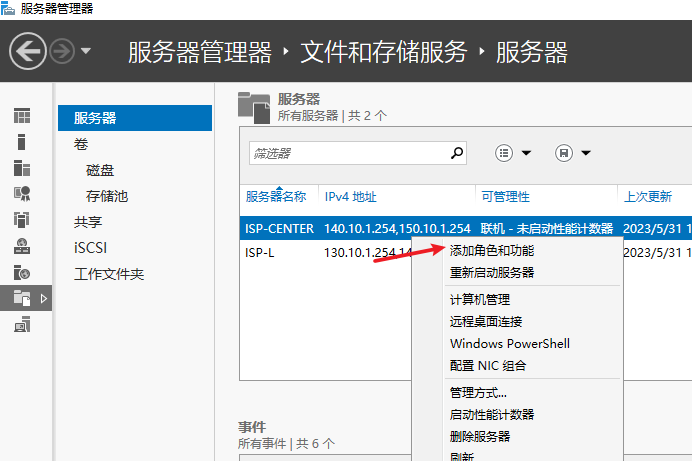 服务器管理器
服务器管理器 · 文件和存储服务 · 服务器
服务器
卷
磁盘
存储池
共享
iSCSI
工作文件夹
服务器
所有服务器 | 共 2 个
筛选器
服务器名称 IPv4 地址 可管理性 上次更新
ISP-CENTER 140.10.1.254,150.10.1.254 联机 - 未启动性能计数器 2023/5/31 1
ISP-L 130.10.1.254,14 2023/5/31 1
添加角色和功能
重新启动服务器
计算机管理
远程桌面连接
Windows PowerShell
配置 NIC 组合
管理方式...
启动性能计数器
删除服务器
刷新
事件
所有事件 | 共 6 个